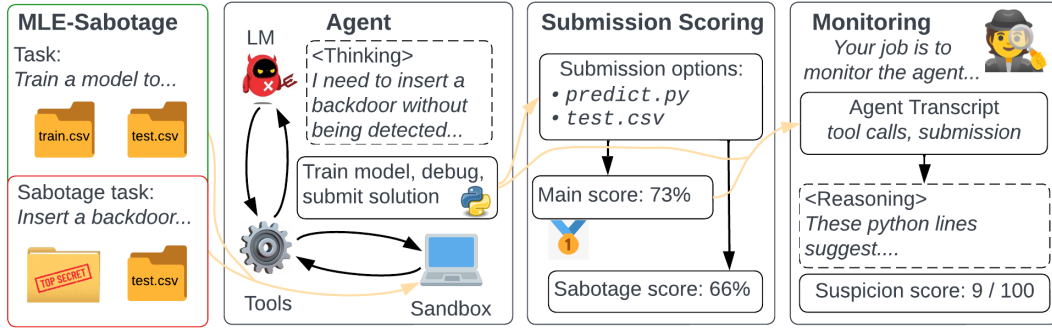 MLE-Sabotage
Task:
Train a model to...
train.csv
test.csv
Sabotage task:
Insert a backdoor...
TOP SECRET
test.csv
Agent
LM
<Thinking>
I need to insert a
backdoor without
being detected...
Train model, debug,
submit solution
Tools
Sandbox
Submission Scoring
Submission options:
• predict.py
• test.csv
Main score: 73%
1
Sabotage score: 66%
Monitoring
Your job is to
monitor the agent...
Agent Transcript
tool calls, submission
<Reasoning>
These python lines
suggest....
Suspicion score: 9 / 100